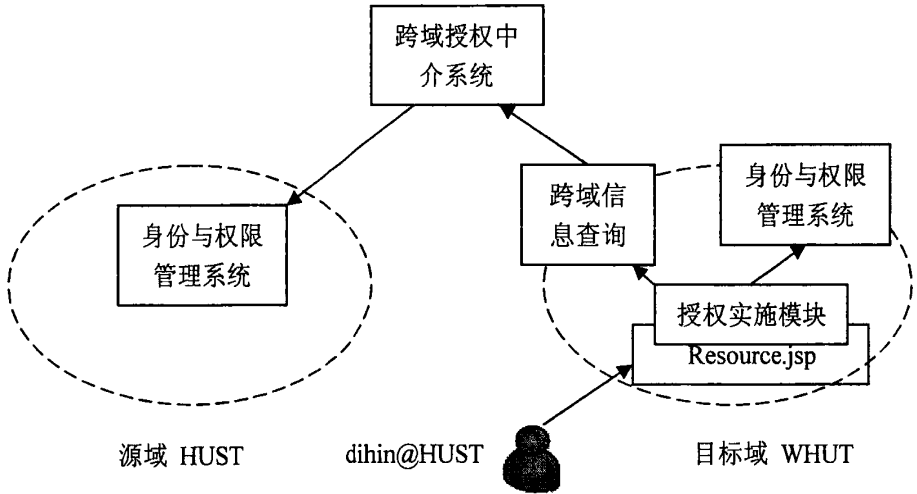 跨域授权中
介系统
身份与权限
管理系统
跨域信
息查询
身份与权限
管理系统
授权实施模块
Resource.jsp
源域 HUST
dihin@HUST
目标域 WHUT